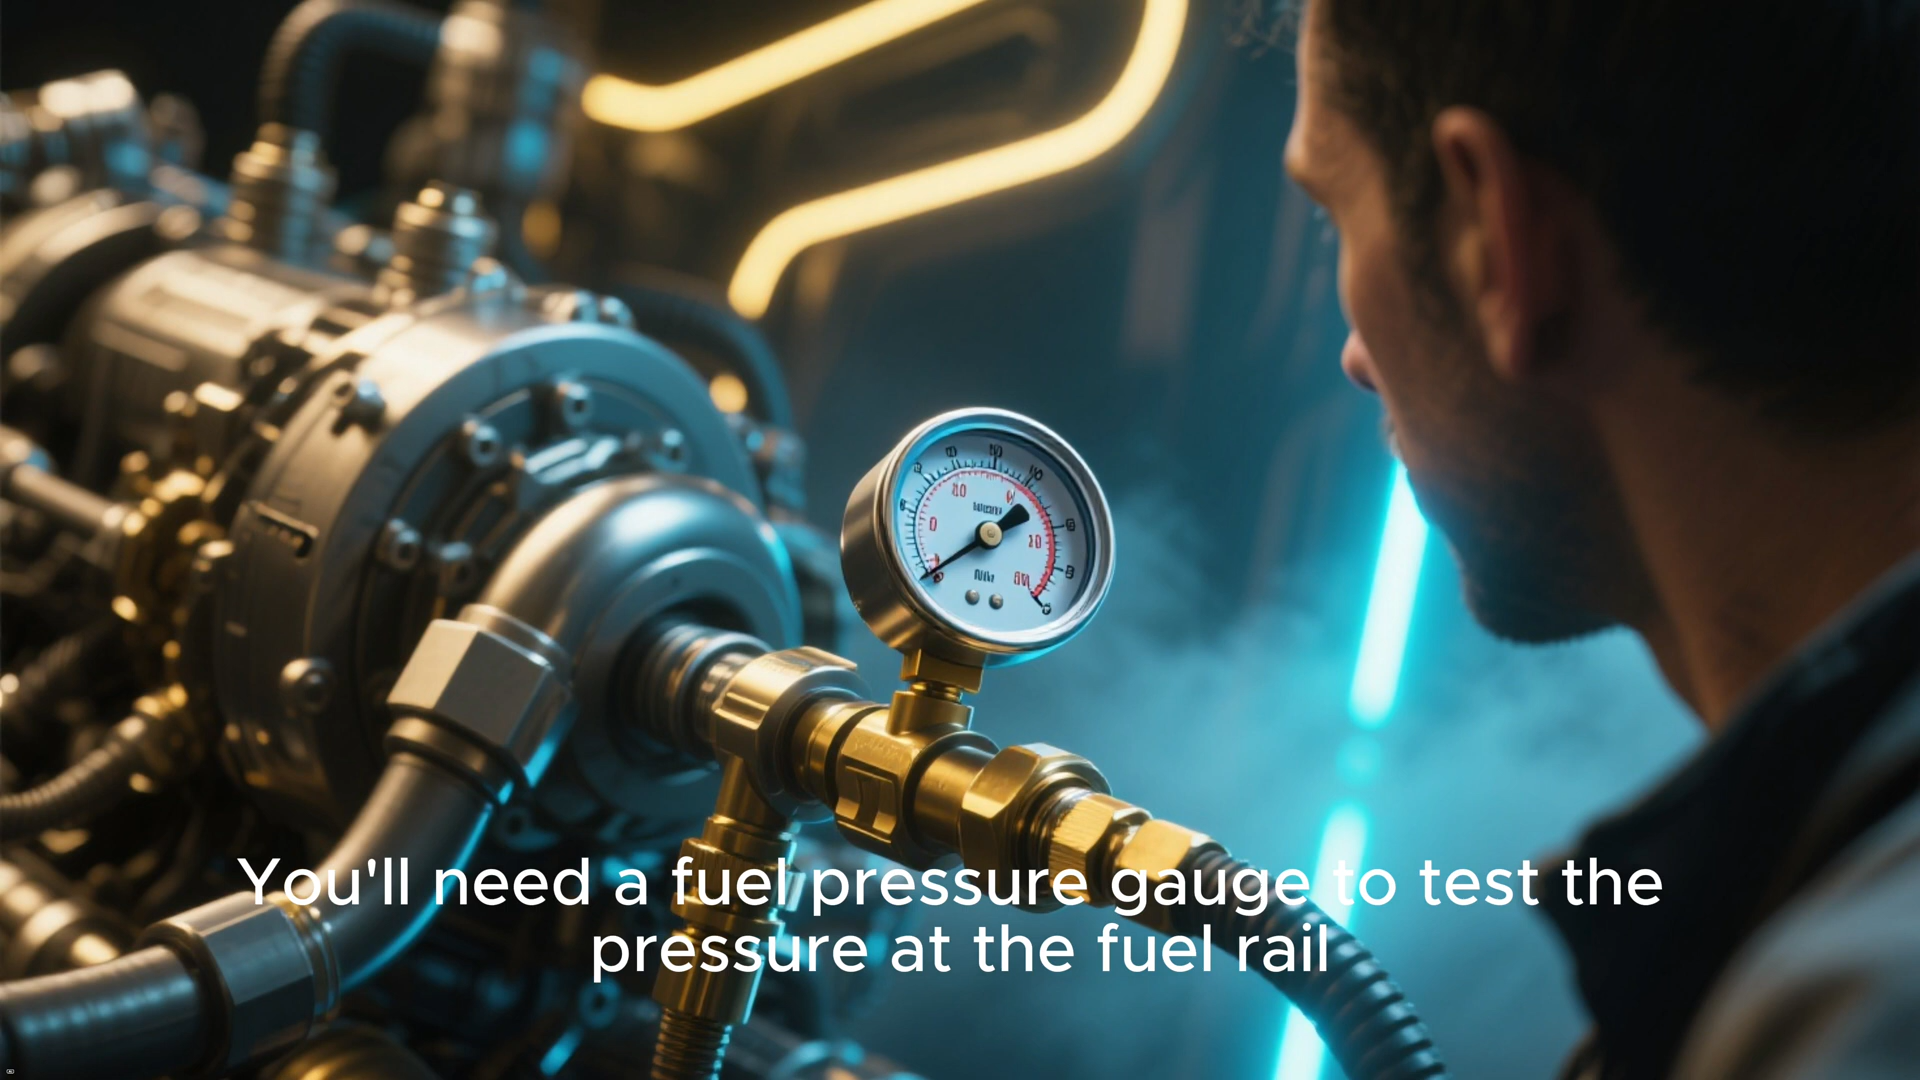 You'll need a fuel pressure gauge to test the
pressure at the fuel rail